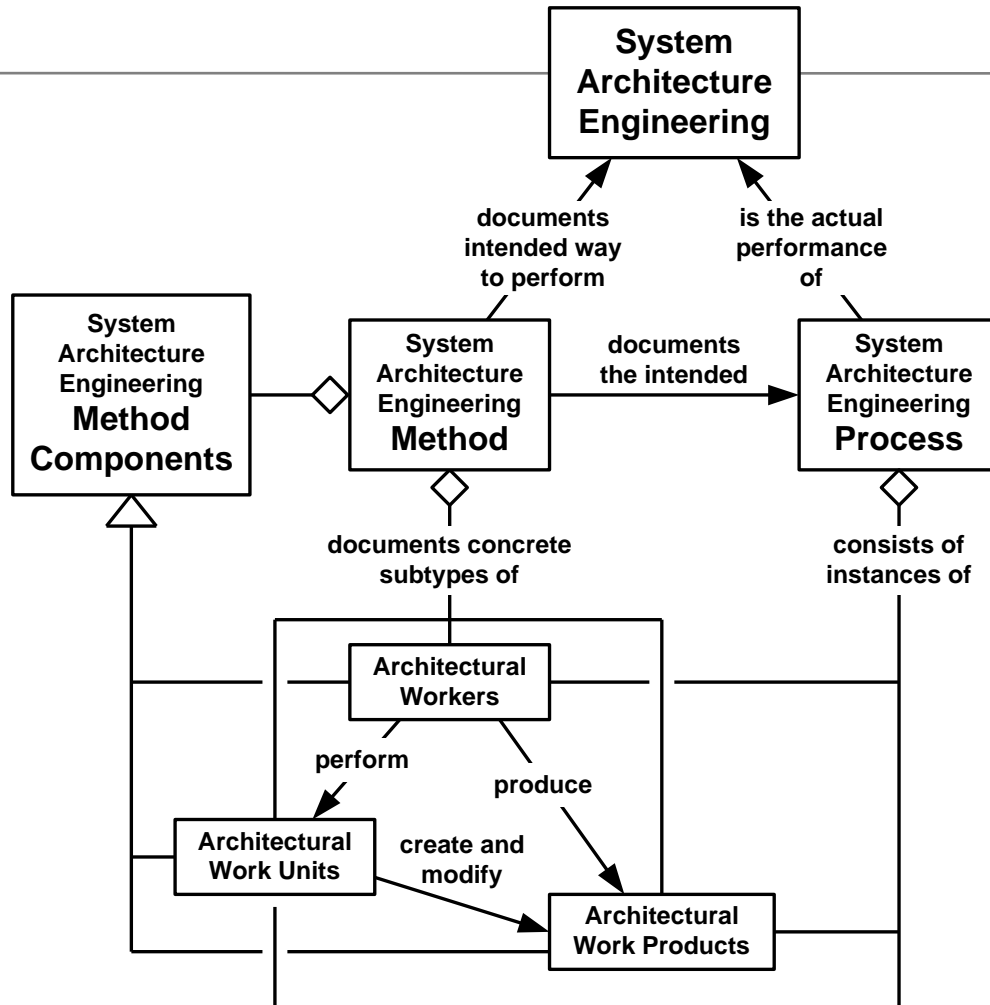 System
Architecture
Engineering
documents
intended way
to perform
is the actual
performance
of
System
Architecture
Engineering
Method
Components
System
Architecture
Engineering
Method
documents
the intended
System
Architecture
Engineering
Process
documents concrete
subtypes of
consists of
instances of
Architectural
Workers
perform
produce
Architectural
Work Units
create and
modify
Architectural
Work Products